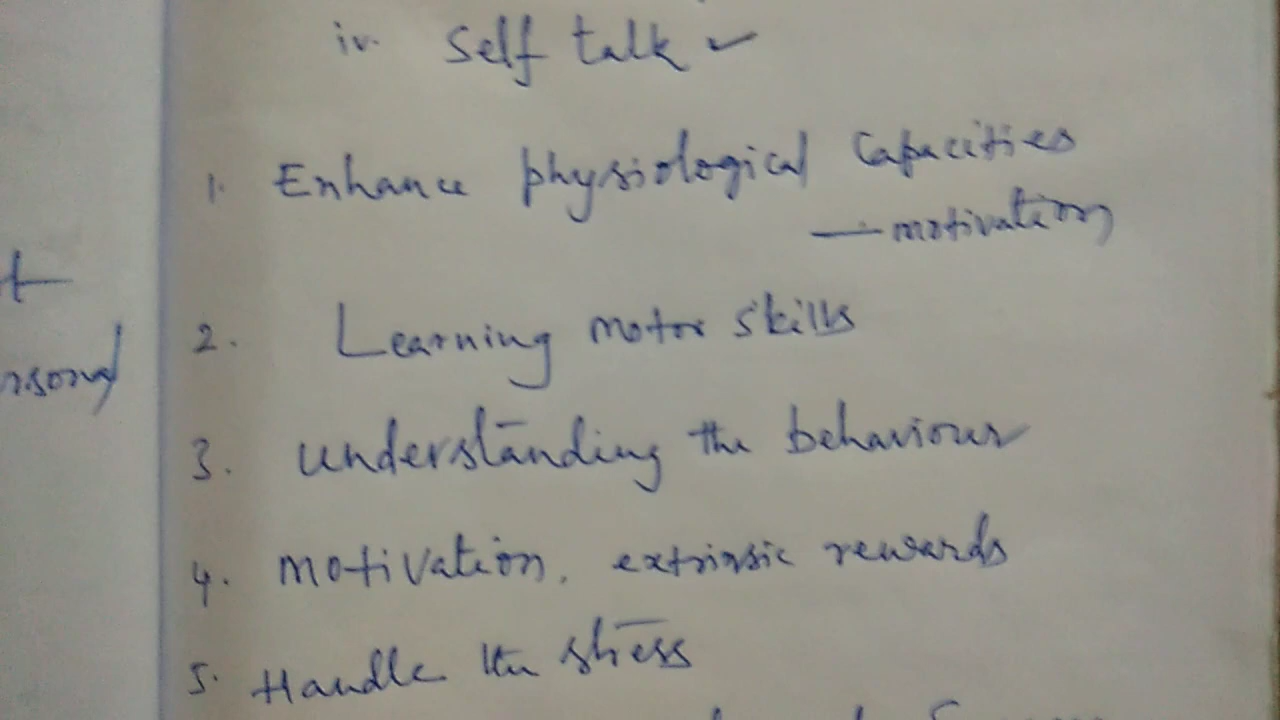 iv. Self talk ✓
1. Enhance physiological Capacities
— motivation
2. Learning motor skills
3. understanding the behaviour
4. motivation, extrinsic rewards
5. Handle the stress